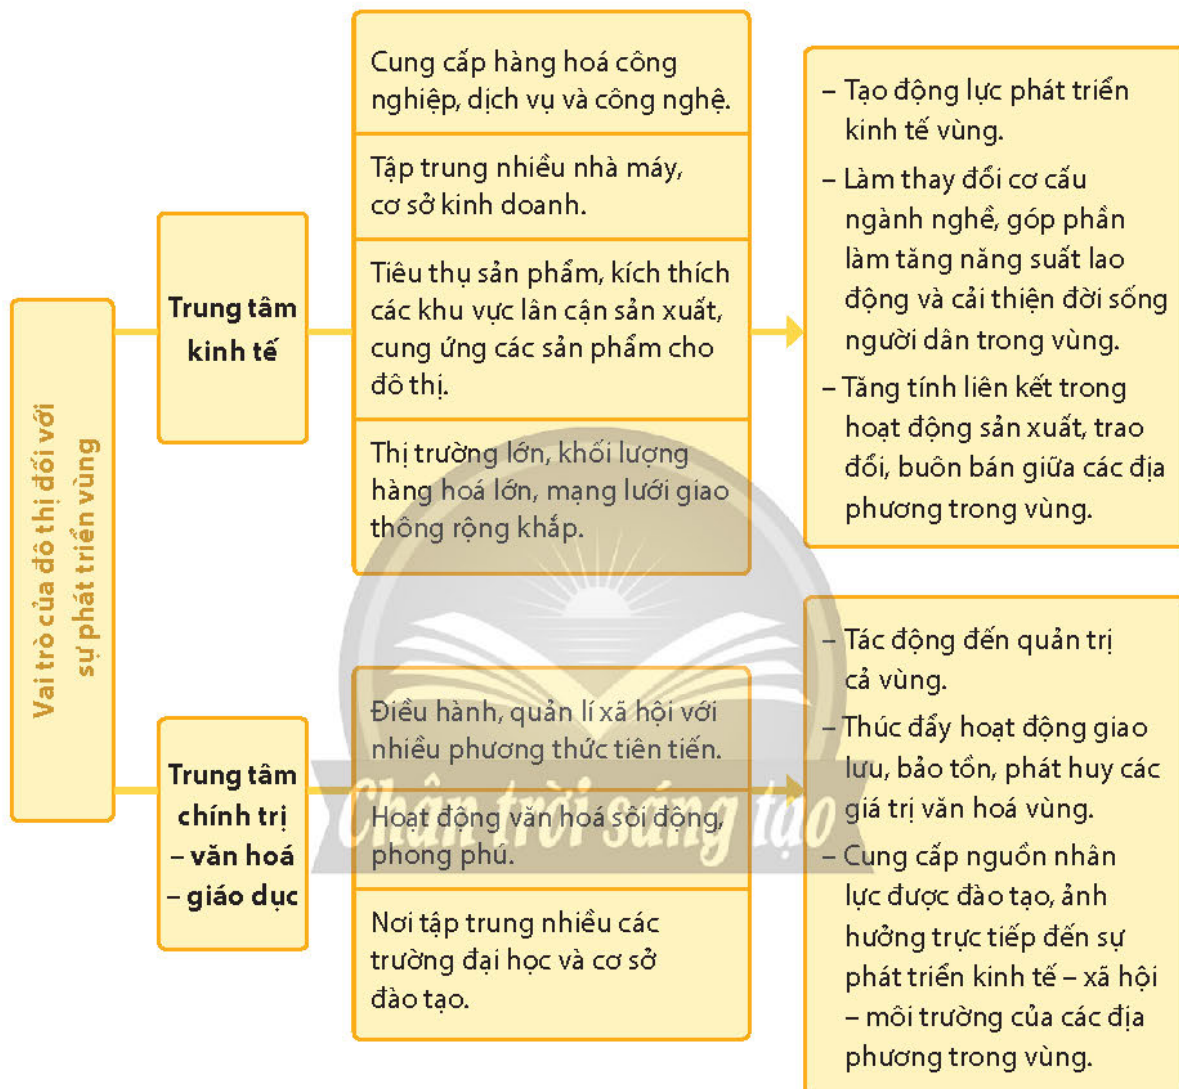 Vai trò của đô thị đối với
sự phát triển vùng
Trung tâm
kinh tế
Cung cấp hàng hoá công
nghiệp, dịch vụ và công nghệ.
Tập trung nhiều nhà máy,
cơ sở kinh doanh.
Tiêu thụ sản phẩm, kích thích
các khu vực lân cận sản xuất,
cung ứng các sản phẩm cho
đô thị.
Thị trường lớn, khối lượng
hàng hoá lớn, mạng lưới giao
thông rộng khắp.
– Tạo động lực phát triển
kinh tế vùng.
– Làm thay đổi cơ cấu
ngành nghề, góp phần
làm tăng năng suất lao
động và cải thiện đời sống
người dân trong vùng.
– Tăng tính liên kết trong
hoạt động sản xuất, trao
đổi, buôn bán giữa các địa
phương trong vùng.
Trung tâm
chính trị
– văn hoá
– giáo dục
Điều hành, quản lí xã hội với
nhiều phương thức tiên tiến.
Hoạt động văn hoá sôi động,
phong phú.
Nơi tập trung nhiều các
trường đại học và cơ sở
đào tạo.
– Tác động đến quản trị
cả vùng.
– Thúc đẩy hoạt động giao
lưu, bảo tồn, phát huy các
giá trị văn hoá vùng.
– Cung cấp nguồn nhân
lực được đào tạo, ảnh
hưởng trực tiếp đến sự
phát triển kinh tế – xã hội
– môi trường của các địa
phương trong vùng.
Chân trời sáng tạo